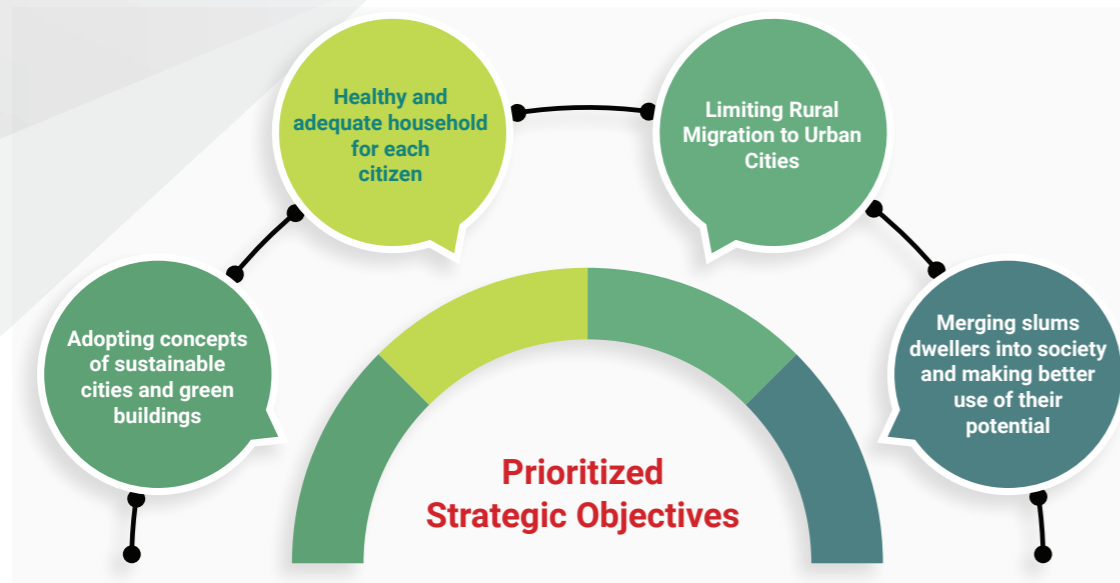 Healthy and
adequate household
for each
citizen
Limiting Rural
Migration to Urban
Cities
Adopting concepts
of sustainable
cities and green
buildings
Merging slums
dwellers into society
and making better
use of their
potential
Prioritized
Strategic Objectives